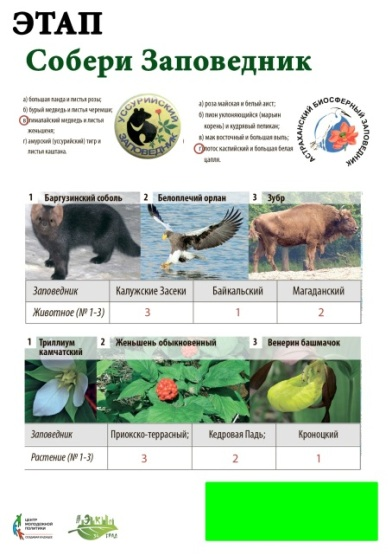 ЭТАП
Собери Заповедник
а) большая панда и листья розы;
б) бурый медведь и листья черемши;
в) гималайский медведь и листья
женьшеня;
г) амурский (уссурийский) тигр и
листья каштана.
УССУРИЙСКИЙ
ЗАПОВЕДНИК
а) роза майская и белый аист;
б) пион уклоняющийся (марьин
корень) и кудрявый пеликан;
в) мак восточный и большая выпь;
г) лотос каспийский и большая белая
цапля.
АСТРАХАНСКИЙ БИОСФЕРНЫЙ ЗАПОВЕДНИК
1 Баргузинский соболь 2 Белоплечий орлан 3 Зубр
Заповедник Калужские Засеки Байкальский Магаданский
Животное (№ 1-3) 3 1 2
1 Триллиум камчатский 2 Женьшень обыкновенный 3 Венерин башмачок
Заповедник Приокско-террасный; Кедровая Падь; Кроноцкий
Растение (№ 1-3) 3 2 1
ЦЕНТР
МОЛОДЕЖНОЙ
ПОЛИТИКИ